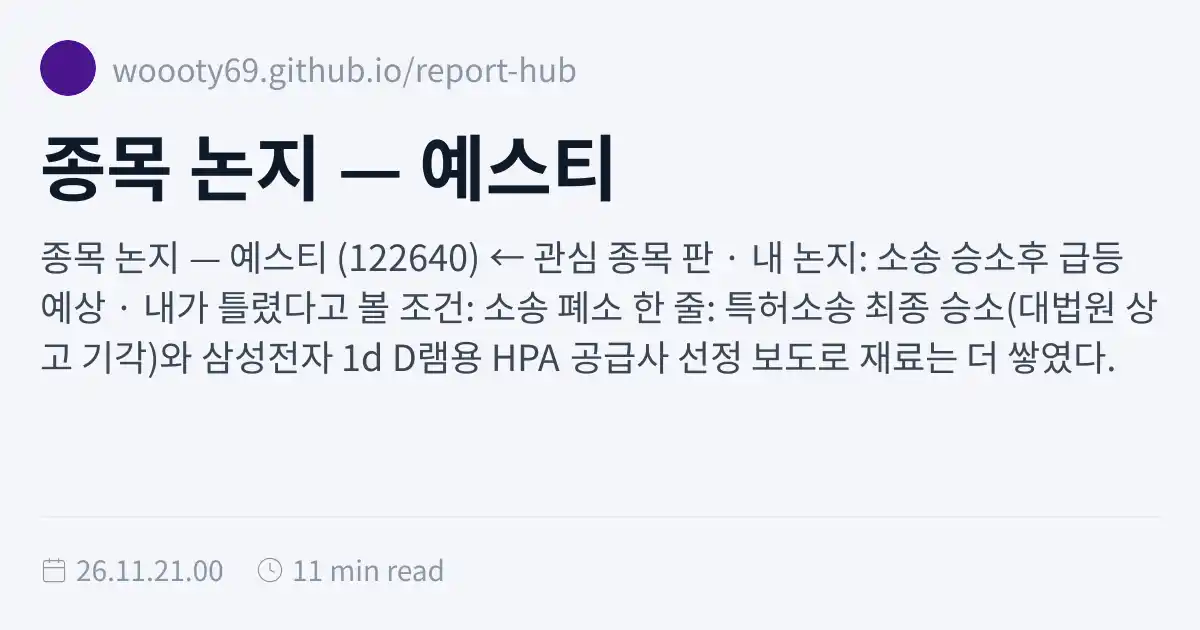 woooty69.github.io/report-hub
종목 논지 — 예스티
종목 논지 — 예스티 (122640) ← 관심 종목 판 · 내 논지: 소송 승소후 급등
예상 · 내가 틀렸다고 볼 조건: 소송 폐소 한 줄: 특허소송 최종 승소(대법원 상
고 기각)와 삼성전자 1d D램용 HPA 공급사 선정 보도로 재료는 더 쌓였다.
26.11.21.00
11 min read